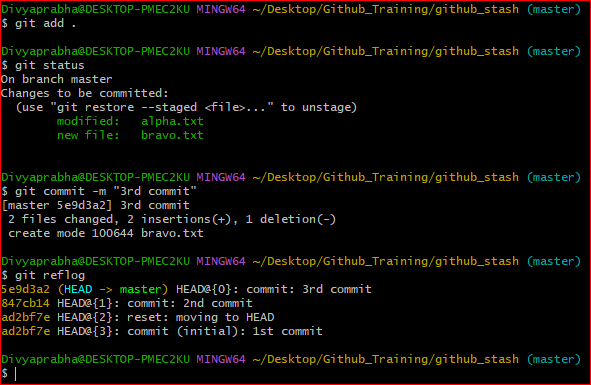 Divyaprabha@DESKTOP-PMEC2KU MINGW64 ~/Desktop/Github_Training/github_stash (master)
$ git add .
Divyaprabha@DESKTOP-PMEC2KU MINGW64 ~/Desktop/Github_Training/github_stash (master)
$ git status
On branch master
Changes to be committed:
  (use "git restore --staged <file>..." to unstage)
        modified:   alpha.txt
        new file:   bravo.txt
Divyaprabha@DESKTOP-PMEC2KU MINGW64 ~/Desktop/Github_Training/github_stash (master)
$ git commit -m "3rd commit"
[master 5e9d3a2] 3rd commit
 2 files changed, 2 insertions(+), 1 deletion(-)
 create mode 100644 bravo.txt
Divyaprabha@DESKTOP-PMEC2KU MINGW64 ~/Desktop/Github_Training/github_stash (master)
$ git reflog
5e9d3a2 (HEAD -> master) HEAD@{0}: commit: 3rd commit
847cb14 HEAD@{1}: commit: 2nd commit
ad2bf7e HEAD@{2}: reset: moving to HEAD
ad2bf7e HEAD@{3}: commit (initial): 1st commit
Divyaprabha@DESKTOP-PMEC2KU MINGW64 ~/Desktop/Github_Training/github_stash (master)
$